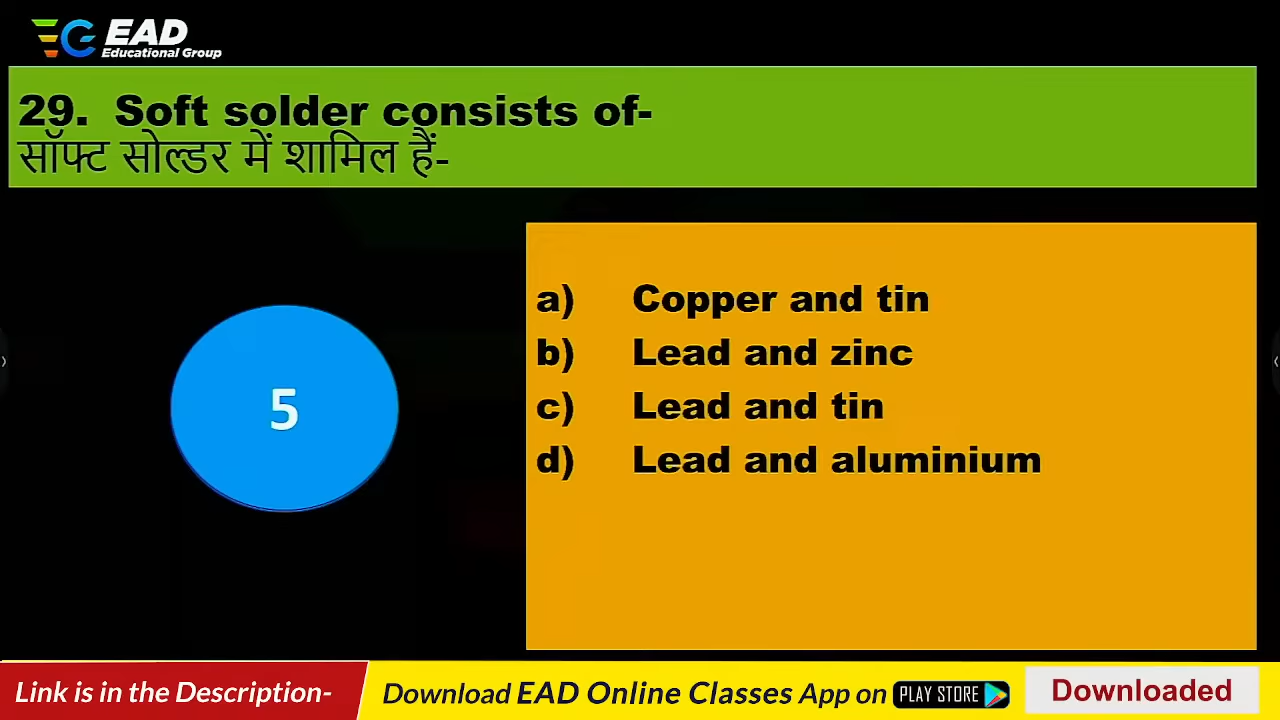 EAD
Educational Group
29. Soft solder consists of-
सॉफ्ट सोल्डर में शामिल हैं-
5
a) Copper and tin
b) Lead and zinc
c) Lead and tin
d) Lead and aluminium
Link is in the Description-
Download EAD Online Classes App on PLAY STORE
Downloaded